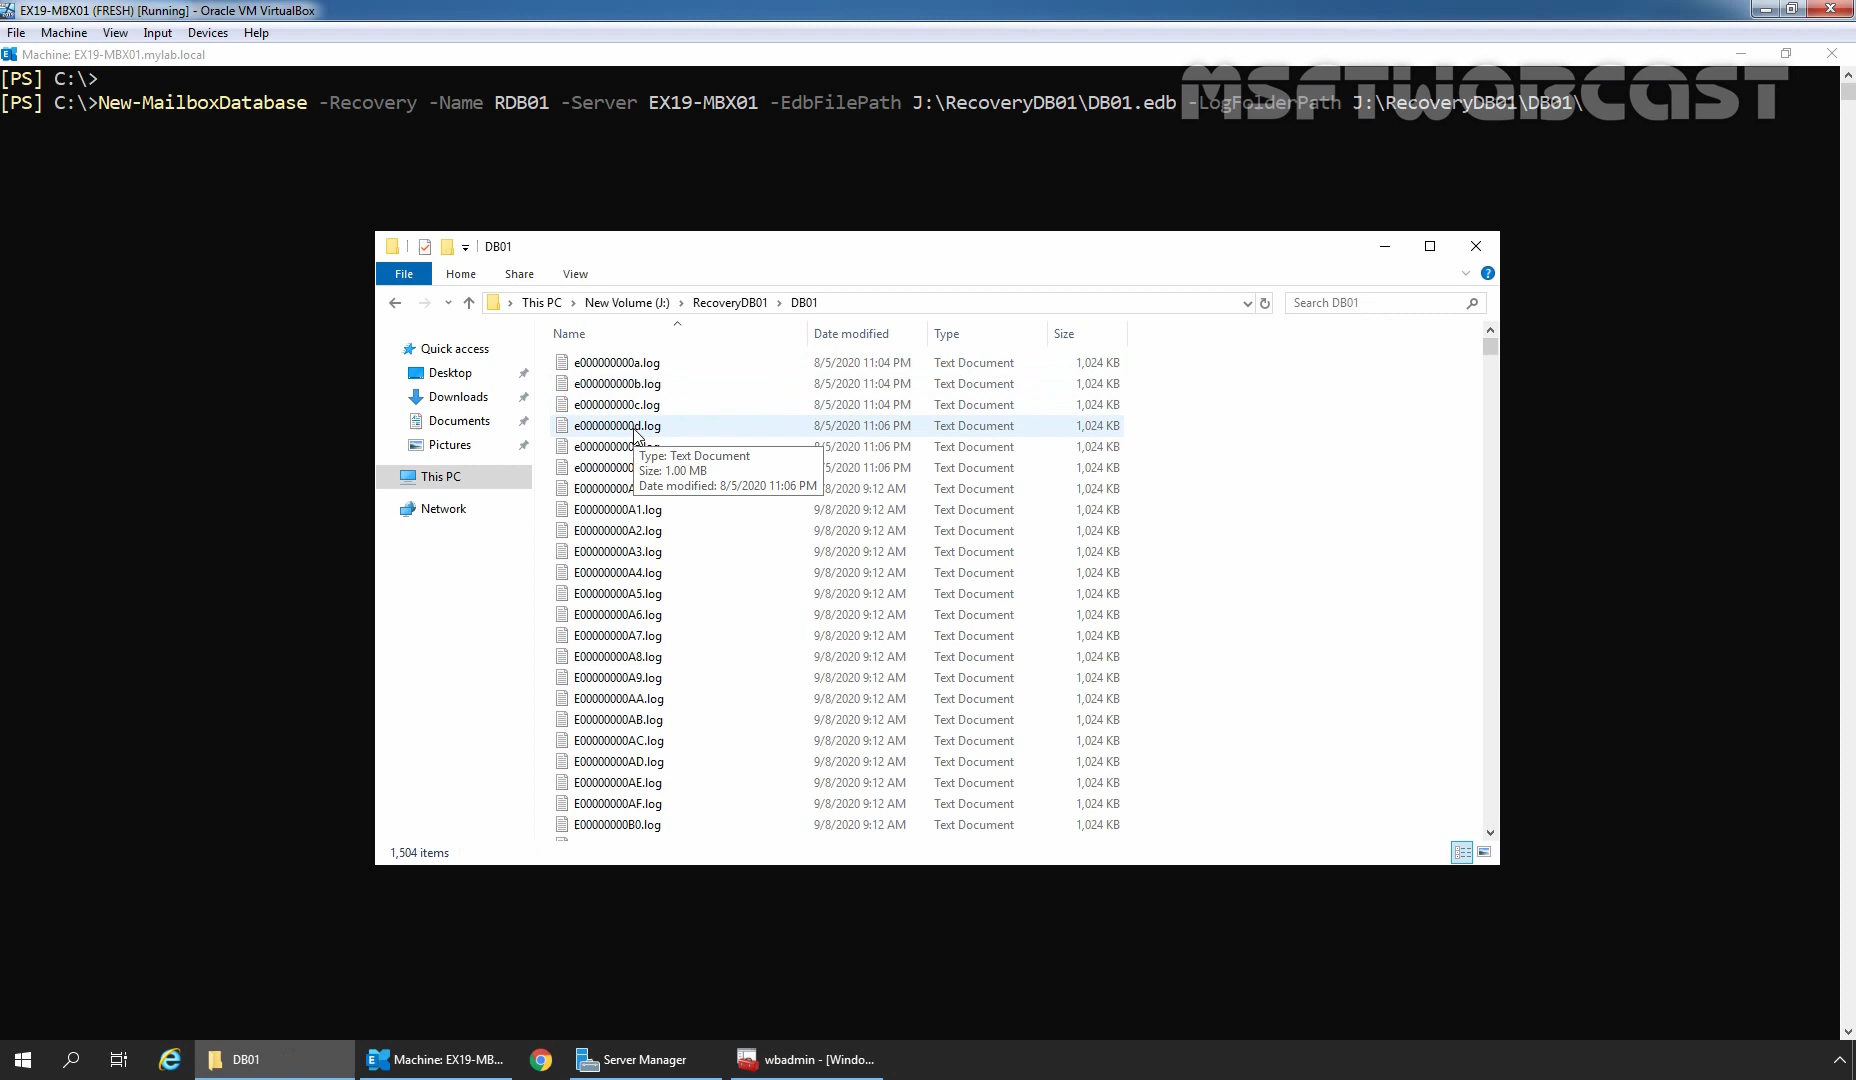 EX19-MBX01 (FRESH) [Running] - Oracle VM VirtualBox
File Machine View Input Devices Help
Machine: EX19-MBX01.mylab.local
[PS] C:\>
[PS] C:\>New-MailboxDatabase -Recovery -Name RDB01 -Server EX19-MBX01 -EdbFilePath J:\RecoveryDB01\DB01.edb -LogFolderPath J:\RecoveryDB01\DB01\
MSFTWEBCAST
DB01
File Home Share View
This PC > New Volume (J:) > RecoveryDB01 > DB01
Search DB01
Name Date modified Type Size
Quick access
Desktop
Downloads
Documents
Pictures
This PC
Network
e000000000a.log 8/5/2020 11:04 PM Text Document 1,024 KB
e000000000b.log 8/5/2020 11:04 PM Text Document 1,024 KB
e000000000c.log 8/5/2020 11:04 PM Text Document 1,024 KB
e000000000d.log 8/5/2020 11:06 PM Text Document 1,024 KB
/5/2020 11:06 PM Text Document 1,024 KB
/5/2020 11:06 PM Text Document 1,024 KB
/8/2020 9:12 AM Text Document 1,024 KB
Type: Text Document
Size: 1.00 MB
Date modified: 8/5/2020 11:06 PM
E00000000A1.log 9/8/2020 9:12 AM Text Document 1,024 KB
E00000000A2.log 9/8/2020 9:12 AM Text Document 1,024 KB
E00000000A3.log 9/8/2020 9:12 AM Text Document 1,024 KB
E00000000A4.log 9/8/2020 9:12 AM Text Document 1,024 KB
E00000000A5.log 9/8/2020 9:12 AM Text Document 1,024 KB
E00000000A6.log 9/8/2020 9:12 AM Text Document 1,024 KB
E00000000A7.log 9/8/2020 9:12 AM Text Document 1,024 KB
E00000000A8.log 9/8/2020 9:12 AM Text Document 1,024 KB
E00000000A9.log 9/8/2020 9:12 AM Text Document 1,024 KB
E00000000AA.log 9/8/2020 9:12 AM Text Document 1,024 KB
E00000000AB.log 9/8/2020 9:12 AM Text Document 1,024 KB
E00000000AC.log 9/8/2020 9:12 AM Text Document 1,024 KB
E00000000AD.log 9/8/2020 9:12 AM Text Document 1,024 KB
E00000000AE.log 9/8/2020 9:12 AM Text Document 1,024 KB
E00000000AF.log 9/8/2020 9:12 AM Text Document 1,024 KB
E00000000B0.log 9/8/2020 9:12 AM Text Document 1,024 KB
1,504 items
DB01
Machine: EX19-MB...
Server Manager
wbadmin - [Windo...